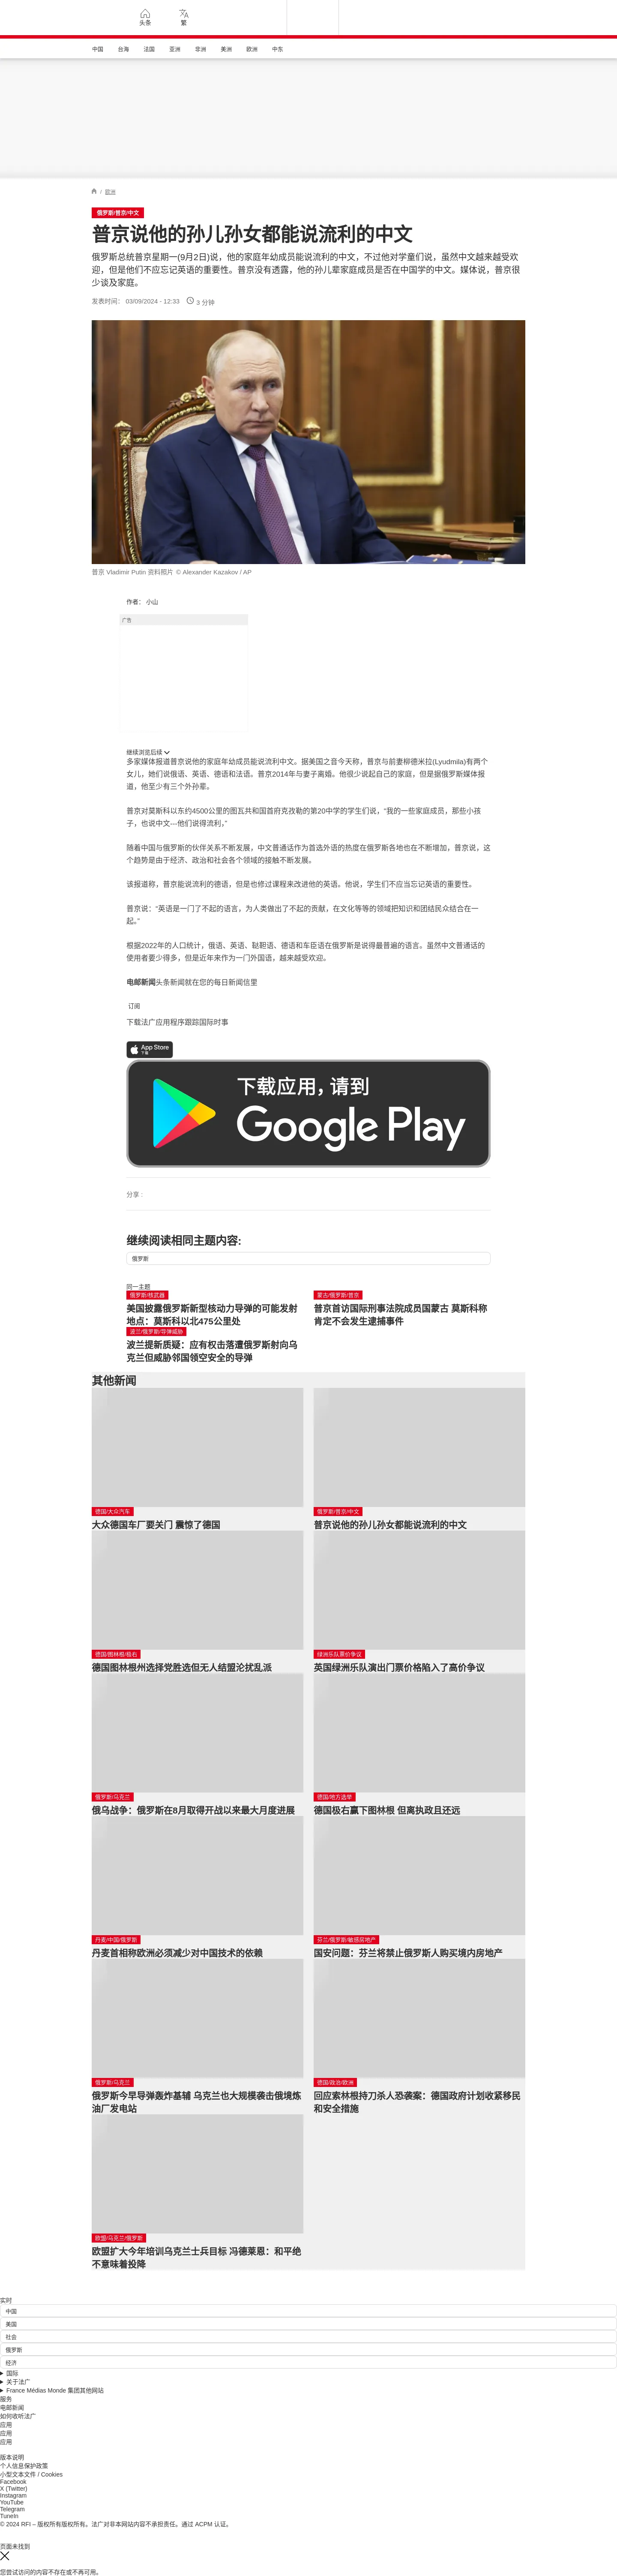 头条
繁
中国
台海
法国
亚洲
非洲
美洲
欧洲
中东
/ 欧洲
俄罗斯/普京/中文
普京说他的孙儿孙女都能说流利的中文
俄罗斯总统普京星期一(9月2日)说，他的家庭年幼成员能说流利的中文，不过他对学童们说，虽然中文越来越受欢
迎，但是他们不应忘记英语的重要性。普京没有透露，他的孙儿辈家庭成员是否在中国学的中文。媒体说，普京很
少谈及家庭。
发表时间： 03/09/2024 - 12:33
3 分钟
普京 Vladimir Putin 资料照片 © Alexander Kazakov / AP
作者： 小山
广告
继续浏览后续
多家媒体报道普京说他的家庭年幼成员能说流利中文。据美国之音今天称，普京与前妻柳德米拉(Lyudmila)有两个
女儿，她们说俄语、英语、德语和法语。普京2014年与妻子离婚。他很少说起自己的家庭，但是据俄罗斯媒体报
道，他至少有三个外孙辈。
普京对莫斯科以东约4500公里的图瓦共和国首府克孜勒的第20中学的学生们说，“我的一些家庭成员，那些小孩
子，也说中文---他们说得流利，”
随着中国与俄罗斯的伙伴关系不断发展，中文普通话作为首选外语的热度在俄罗斯各地也在不断增加，普京说，这
个趋势是由于经济、政治和社会各个领域的接触不断发展。
该报道称，普京能说流利的德语，但是也修过课程来改进他的英语。他说，学生们不应当忘记英语的重要性。
普京说：“英语是一门了不起的语言，为人类做出了不起的贡献，在文化等等的领域把知识和团结民众结合在一
起。”
根据2022年的人口统计，俄语、英语、鞑靼语、德语和车臣语在俄罗斯是说得最普遍的语言。虽然中文普通话的
使用者要少得多，但是近年来作为一门外国语，越来越受欢迎。
电邮新闻头条新闻就在您的每日新闻信里
订阅
下载法广应用程序跟踪国际时事
App Store
下载
下载应用，请到
Google Play
分享 :
继续阅读相同主题内容:
俄罗斯
同一主题
俄罗斯/核武器
美国披露俄罗斯新型核动力导弹的可能发射
地点：莫斯科以北475公里处
蒙古/俄罗斯/普京
普京首访国际刑事法院成员国蒙古 莫斯科称
肯定不会发生逮捕事件
波兰/俄罗斯/导弹威胁
波兰提新质疑：应有权击落遭俄罗斯射向乌
克兰但威胁邻国领空安全的导弹
其他新闻
德国/大众汽车
大众德国车厂要关门 震惊了德国
俄罗斯/普京/中文
普京说他的孙儿孙女都能说流利的中文
德国/图林根/极右
德国图林根州选择党胜选但无人结盟沦扰乱派
绿洲乐队票价争议
英国绿洲乐队演出门票价格陷入了高价争议
俄罗斯/乌克兰
俄乌战争：俄罗斯在8月取得开战以来最大月度进展
德国/地方选举
德国极右赢下图林根 但离执政且还远
丹麦/中国/俄罗斯
丹麦首相称欧洲必须减少对中国技术的依赖
芬兰/俄罗斯/敏感房地产
国安问题：芬兰将禁止俄罗斯人购买境内房地产
俄罗斯/乌克兰
俄罗斯今早导弹轰炸基辅 乌克兰也大规模袭击俄境炼
油厂发电站
德国/政治/欧洲
回应索林根持刀杀人恐袭案：德国政府计划收紧移民
和安全措施
欧盟/乌克兰/俄罗斯
欧盟扩大今年培训乌克兰士兵目标 冯德莱恩：和平绝
不意味着投降
实时
中国
美国
社会
俄罗斯
经济
国际
关于法广
France Médias Monde 集团其他网站
服务
电邮新闻
如何收听法广
应用
应用
应用
版本说明
个人信息保护政策
小型文本文件 / Cookies
Facebook
X (Twitter)
Instagram
YouTube
Telegram
TuneIn
© 2024 RFI – 版权所有版权所有。法广对非本网站内容不承担责任。通过 ACPM 认证。
页面未找到
您尝试访问的内容不存在或不再可用。